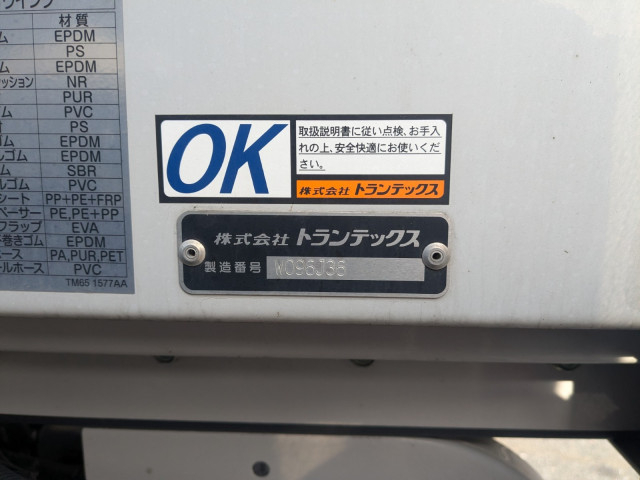 材質
EPDM
PS
ム EPDM
ッション NR
PUR
ム PVC
PS
ム EPDM
ルゴム EPDM
ゴム SBR
ルゴム PVC
シート PP+PE+FRP
ペーサー PE,PE+PP
フラップ EVA
巻きゴム EPDM
ース PA,PUR,PET
ールホース PVC
TM65 1577AA
OK
取扱説明書に従い点検、お手入
れの上、安全快適にお使いくだ
さい。
株式会社 トランテックス
株式会社 トランテックス
製造番号 W096J36